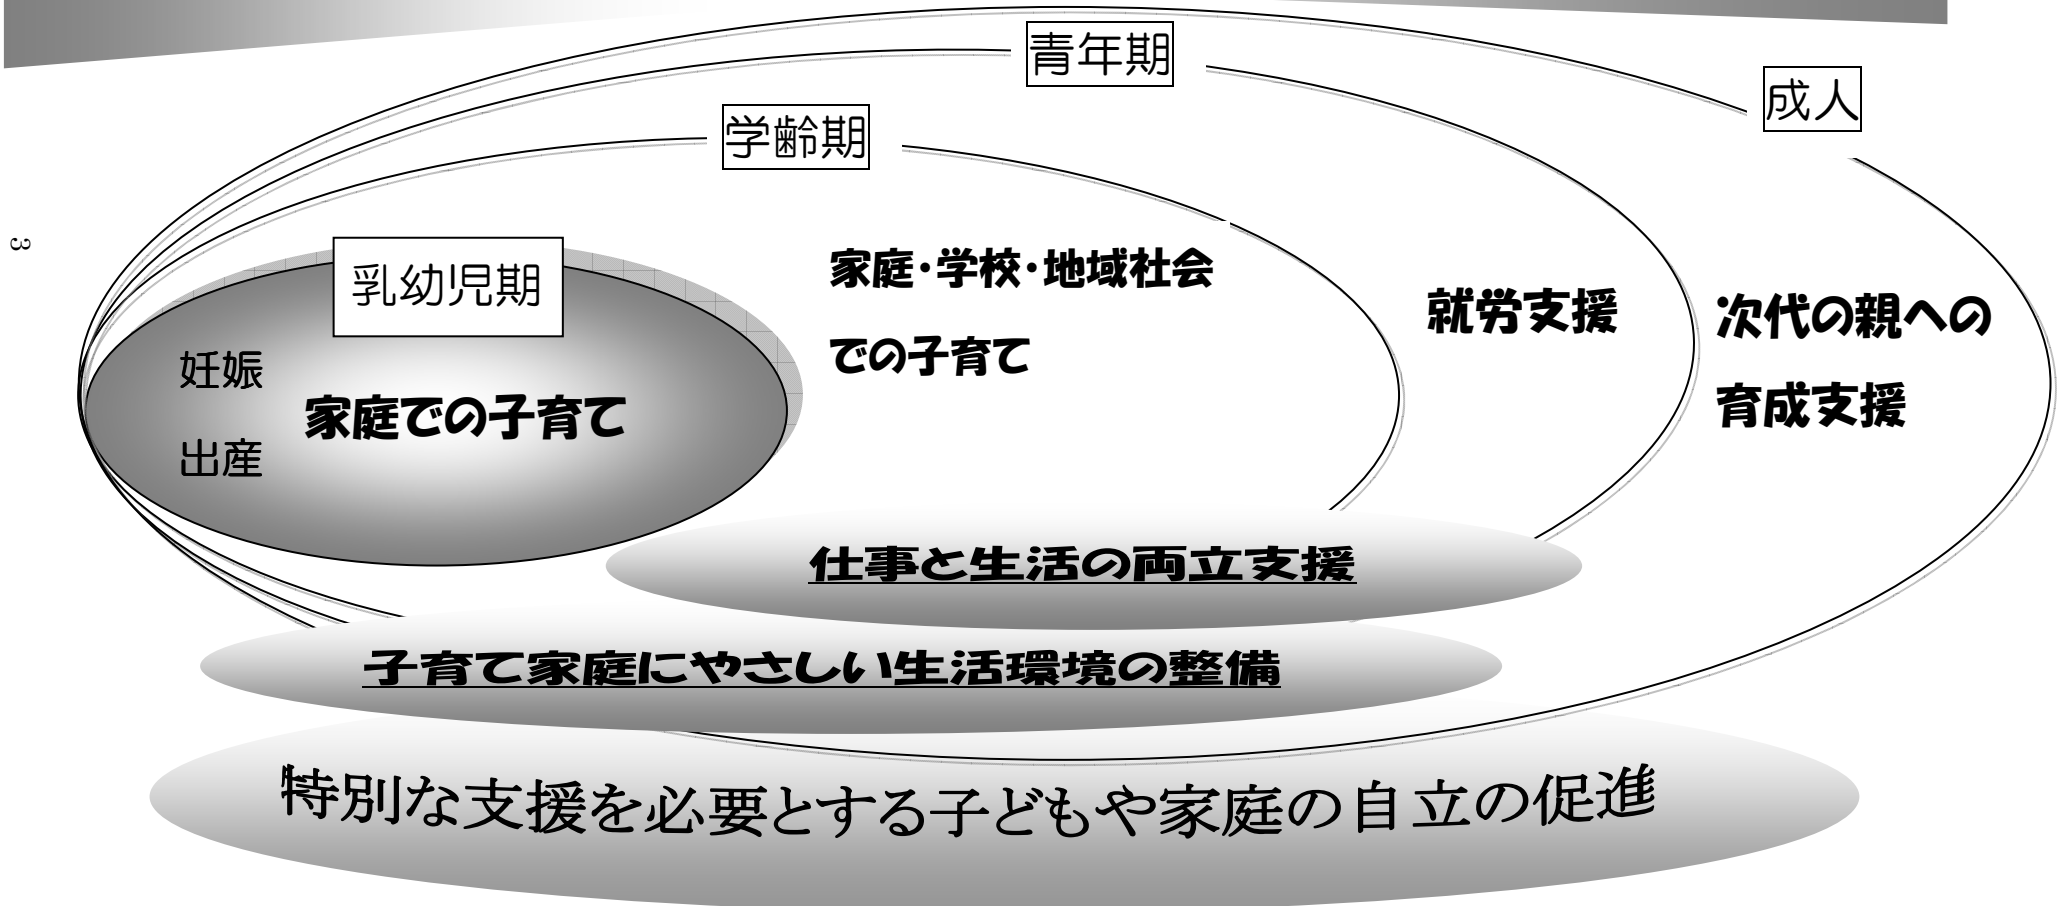 青年期
成人
学齢期
3
乳幼児期
家庭・学校・地域社会
での子育て
就労支援
次代の親への
育成支援
妊娠
出産
家庭での子育て
仕事と生活の両立支援
子育て家庭にやさしい生活環境の整備
特別な支援を必要とする子どもや家庭の自立の促進